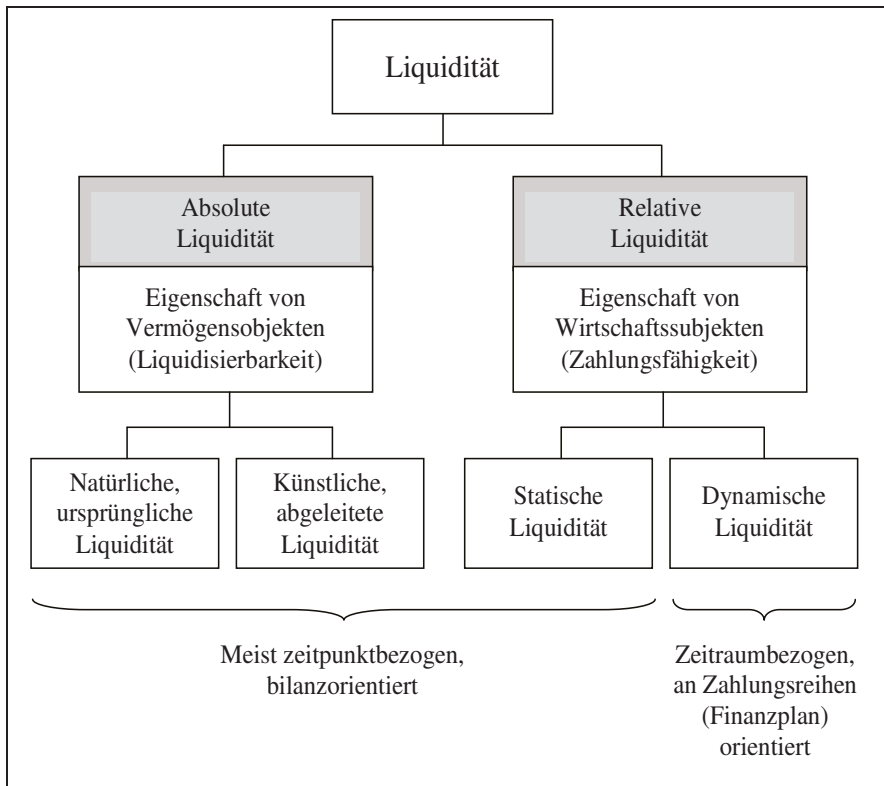 Liquidität
Absolute
Liquidität
Eigenschaft von
Vermögensobjekten
(Liquidisierbarkeit)
Relative
Liquidität
Eigenschaft von
Wirtschaftssubjekten
(Zahlungsfähigkeit)
Natürliche,
ursprüngliche
Liquidität
Künstliche,
abgeleitete
Liquidität
Statische
Liquidität
Dynamische
Liquidität
Meist zeitpunktbezogen,
bilanzorientiert
Zeitraumbezogen,
an Zahlungsreihen
(Finanzplan)
orientiert